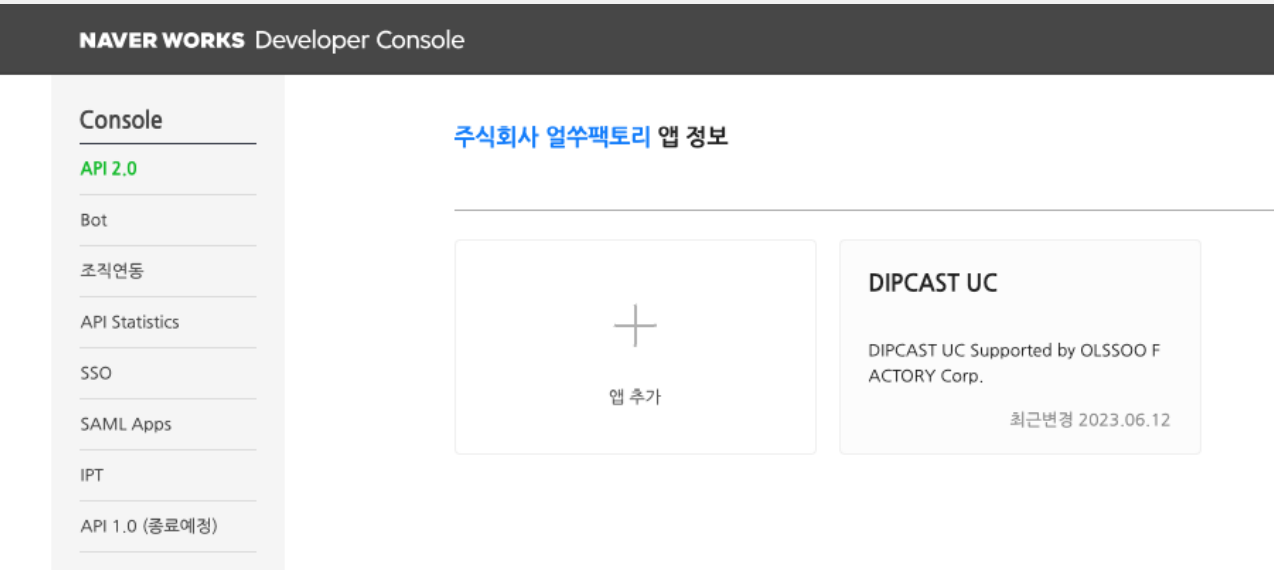 NAVER WORKS Developer Console
Console
API 2.0
Bot
조직연동
API Statistics
SSO
SAML Apps
IPT
API 1.0 (종료예정)
주식회사 얼쑤팩토리 앱 정보
앱 추가
DIPCAST UC
DIPCAST UC Supported by OLSSOO F
ACTORY Corp.
최근변경 2023.06.12